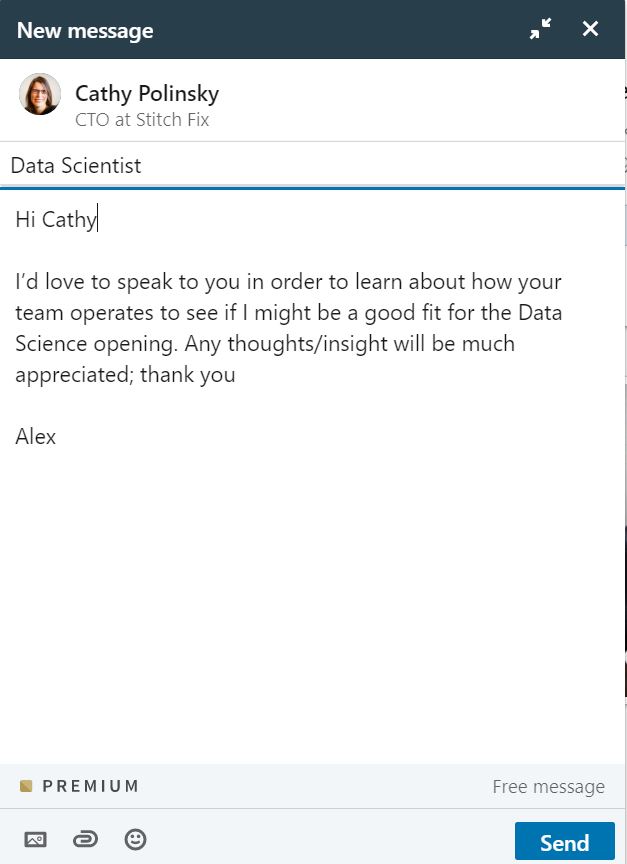 New message
Cathy Polinsky
CTO at Stitch Fix
Data Scientist
Hi Cathy
I'd love to speak to you in order to learn about how your
team operates to see if I might be a good fit for the Data
Science opening. Any thoughts/insight will be much
appreciated; thank you
Alex
PREMIUM
Free message
Send